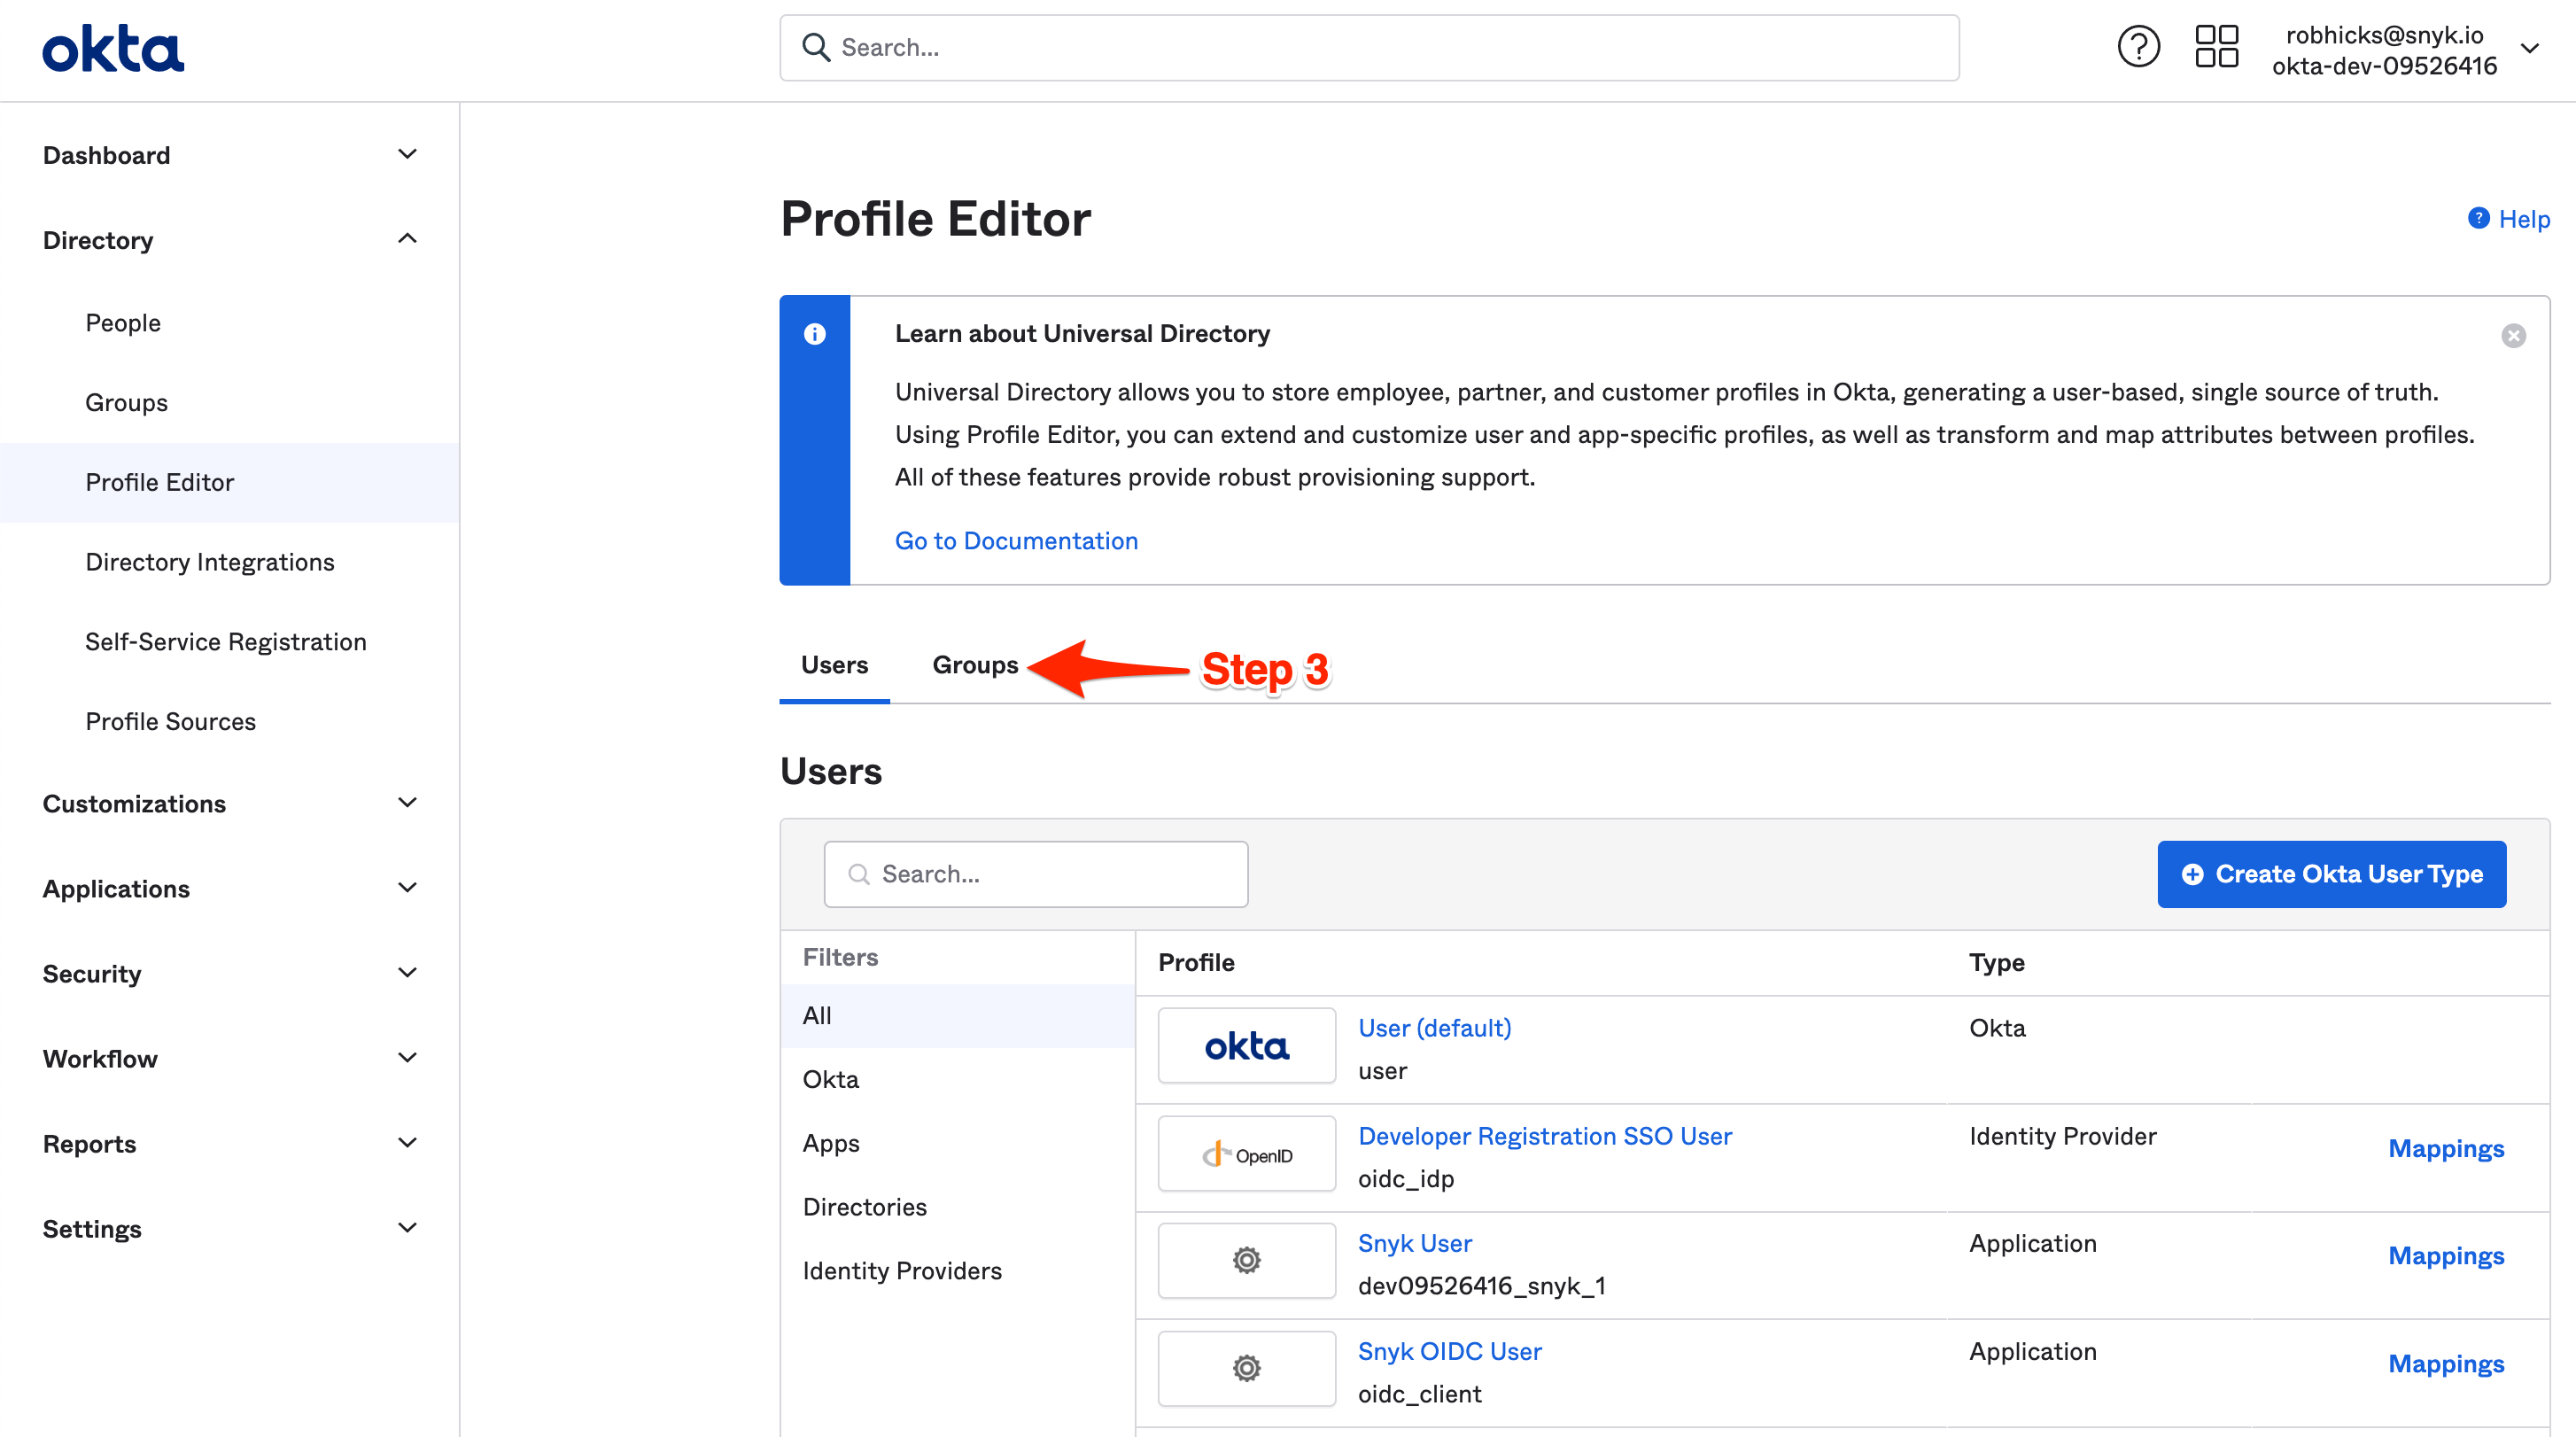 okta
Search...
robhicks@snyk.io
okta-dev-09526416
Dashboard
Directory
People
Groups
Profile Editor
Directory Integrations
Self-Service Registration
Profile Sources
Customizations
Applications
Security
Workflow
Reports
Settings
Profile Editor
Help
Learn about Universal Directory
Universal Directory allows you to store employee, partner, and customer profiles in Okta, generating a user-based, single source of truth.
Using Profile Editor, you can extend and customize user and app-specific profiles, as well as transform and map attributes between profiles.
All of these features provide robust provisioning support.
Go to Documentation
Users
Groups
Step 3
Users
Search...
Create Okta User Type
Filters
All
Okta
Apps
Directories
Identity Providers
Profile
Type
okta
User (default)
user
Okta
OpenID
Developer Registration SSO User
oidc_idp
Identity Provider
Mappings
Snyk User
dev09526416_snyk_1
Application
Mappings
Snyk OIDC User
oidc_client
Application
Mappings